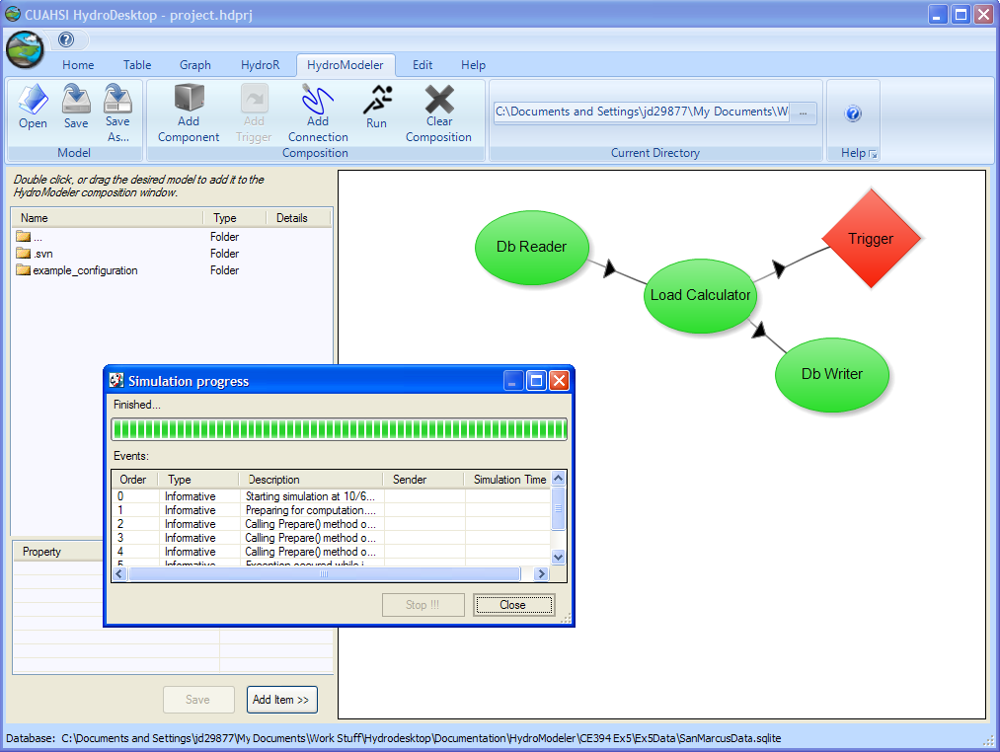 CUAHSI HydroDesktop - project.hdprj
Home Table Graph HydroR HydroModeler Edit Help
Open Save Save As... Add Component Add Trigger Add Connection Run Clear Composition
C:\Documents and Settings\jd29877\My Documents\W ...
Model Composition Current Directory Help
Double click, or drag the desired model to add it to the
HydroModeler composition window.
Name Type Details
... Folder
.svn Folder
example_configuration Folder
Db Reader
Trigger
Load Calculator
Db Writer
Simulation progress
Finished...
Events:
Order Type Description Sender Simulation Time
0 Informative Starting simulation at 10/6...
1 Informative Preparing for computation....
2 Informative Calling Prepare() method o...
3 Informative Calling Prepare() method o...
4 Informative Calling Prepare() method o...
5 Informative Exception occured while i...
Stop !!! Close
Property
Save Add Item >>
Database: C:\Documents and Settings\jd29877\My Documents\Work Stuff\Hydrodesktop\Documentation\HydroModeler\CE394 Ex5\Ex5Data\SanMarcusData.sqlite